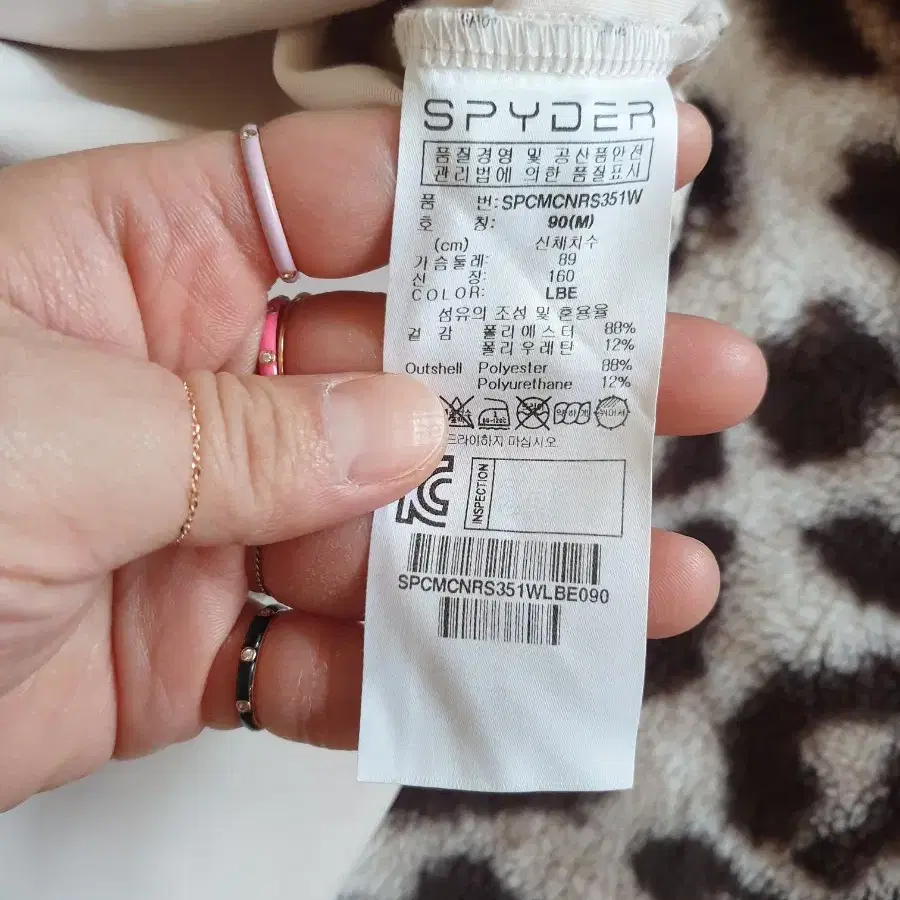 SPYDER
품질경영 및 공산품안전
관리법에 의한 품질표시
품 번: SPCMCNRS351W
호 칭: 90(M)
(cm) 신체치수
가슴둘레: 89
신 장: 160
COLOR: LBE
섬유의 조성 및 혼용율
겉 감 폴리에스터 88%
폴리우레탄 12%
Outshell Polyester 88%
Polyurethane 12%
약하게
드라이하지 마십시오
INSPECTION
SPCMCNRS351WLBE090